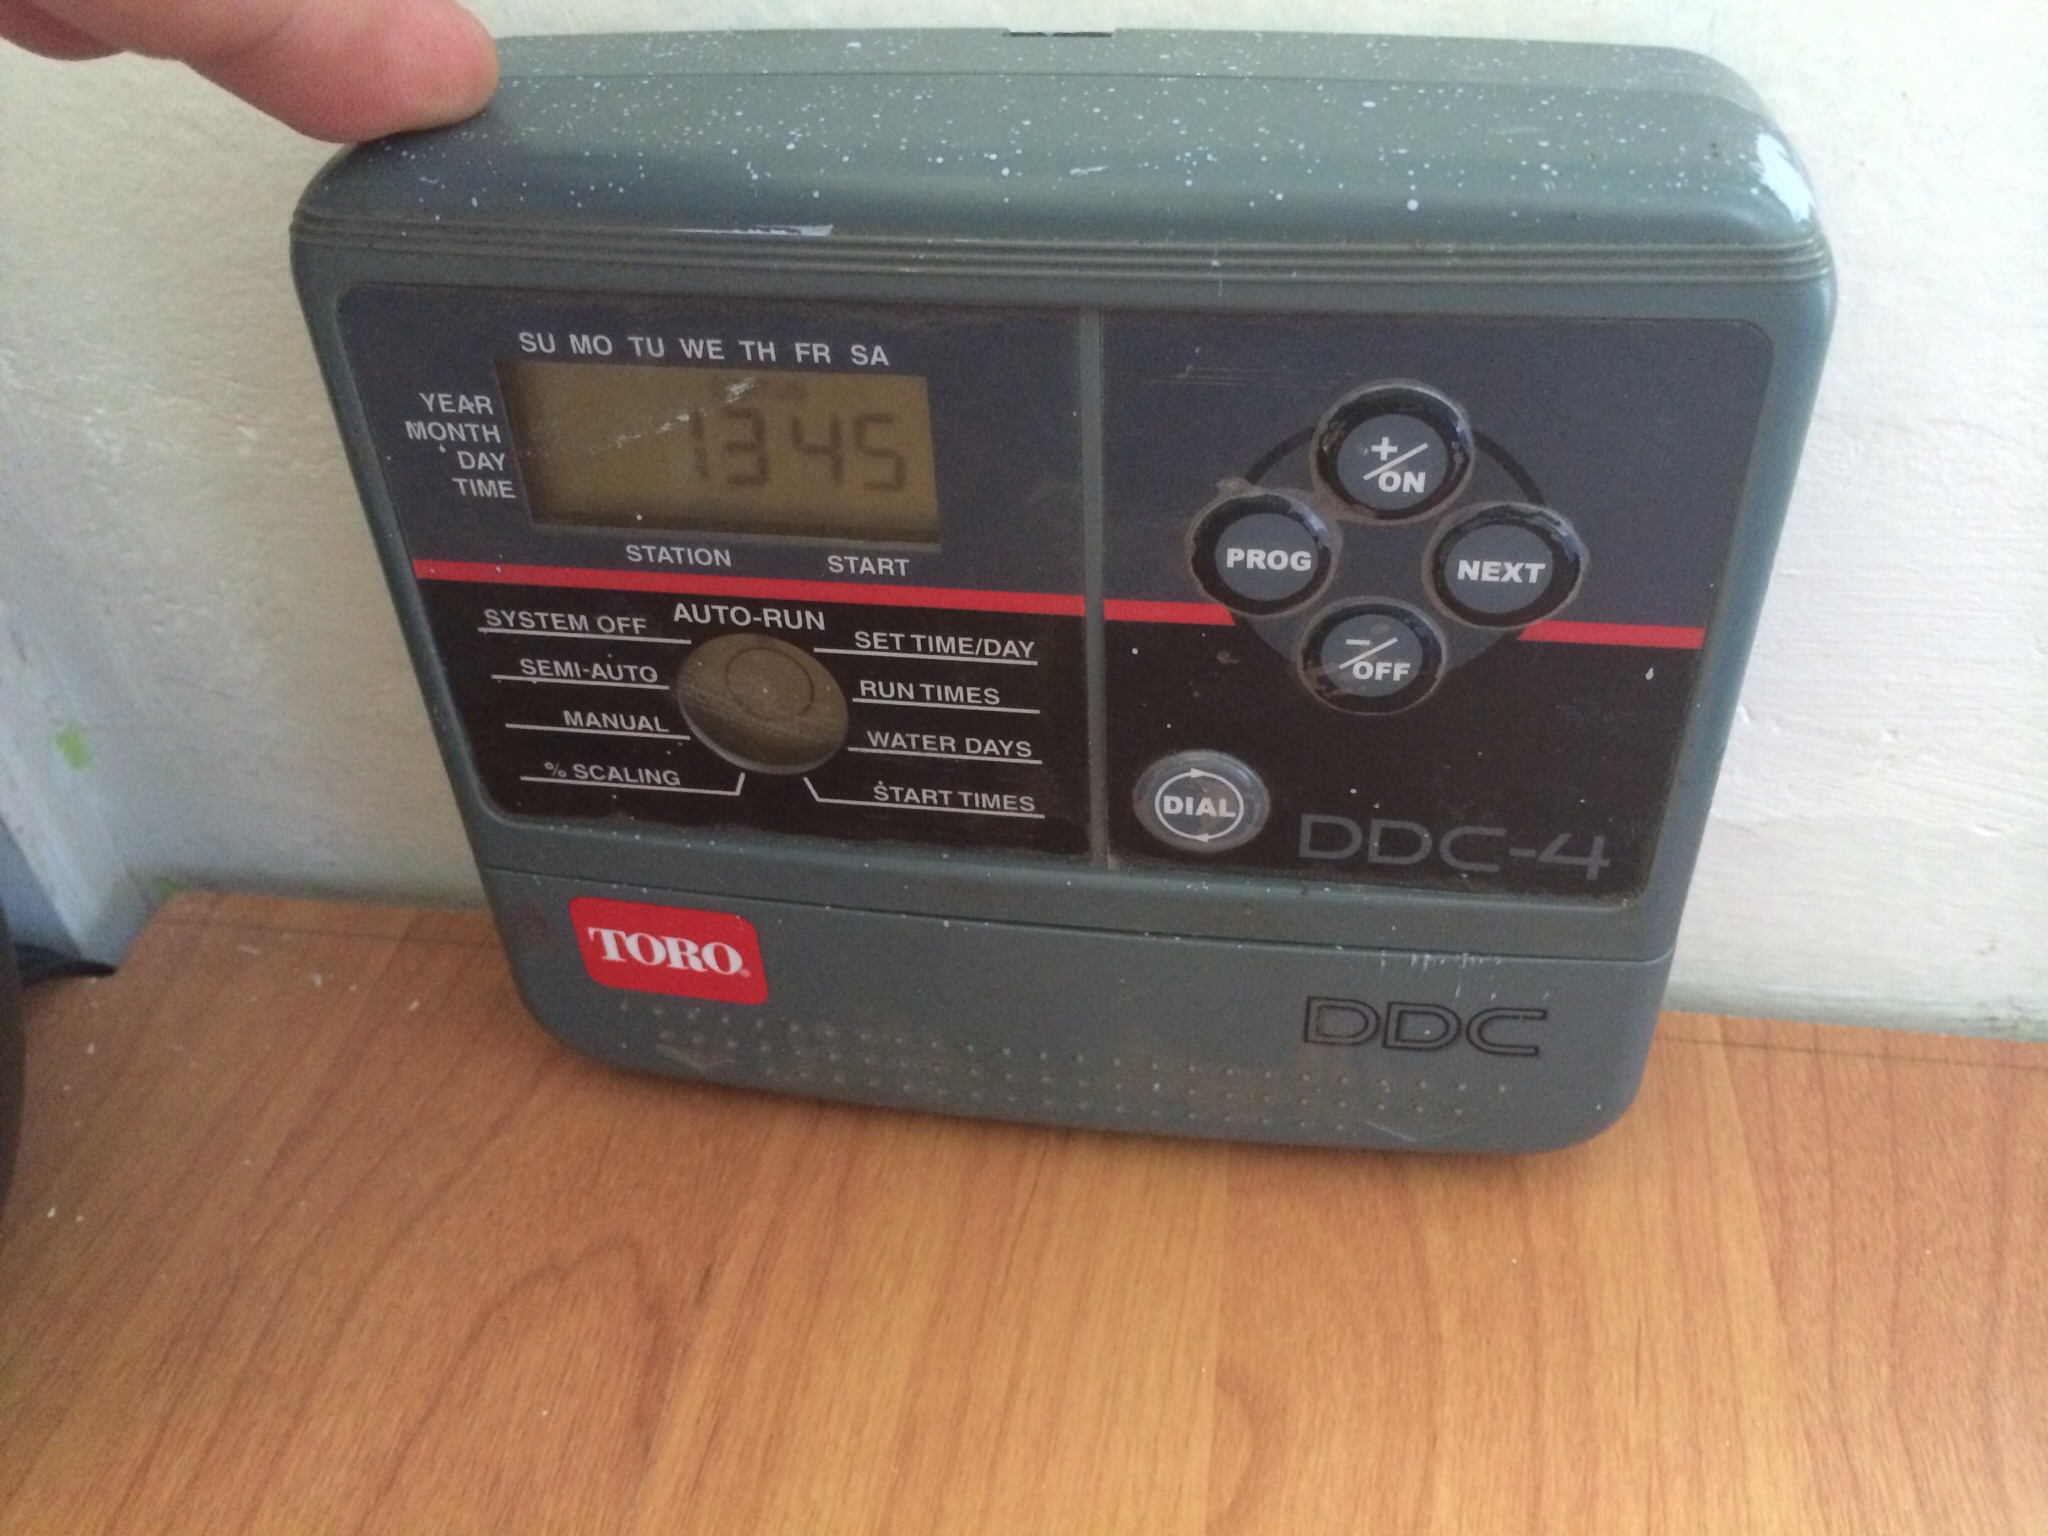 SU MO TU WE TH FR SA
YEAR
MONTH
DAY
TIME
13 45
STATION START
SYSTEM OFF
SEMI-AUTO
MANUAL
% SCALING
AUTO-RUN
SET TIME/DAY
RUN TIMES
WATER DAYS
START TIMES
+/ON
PROG
NEXT
-/OFF
DIAL
DDC-4
TORO
DDC